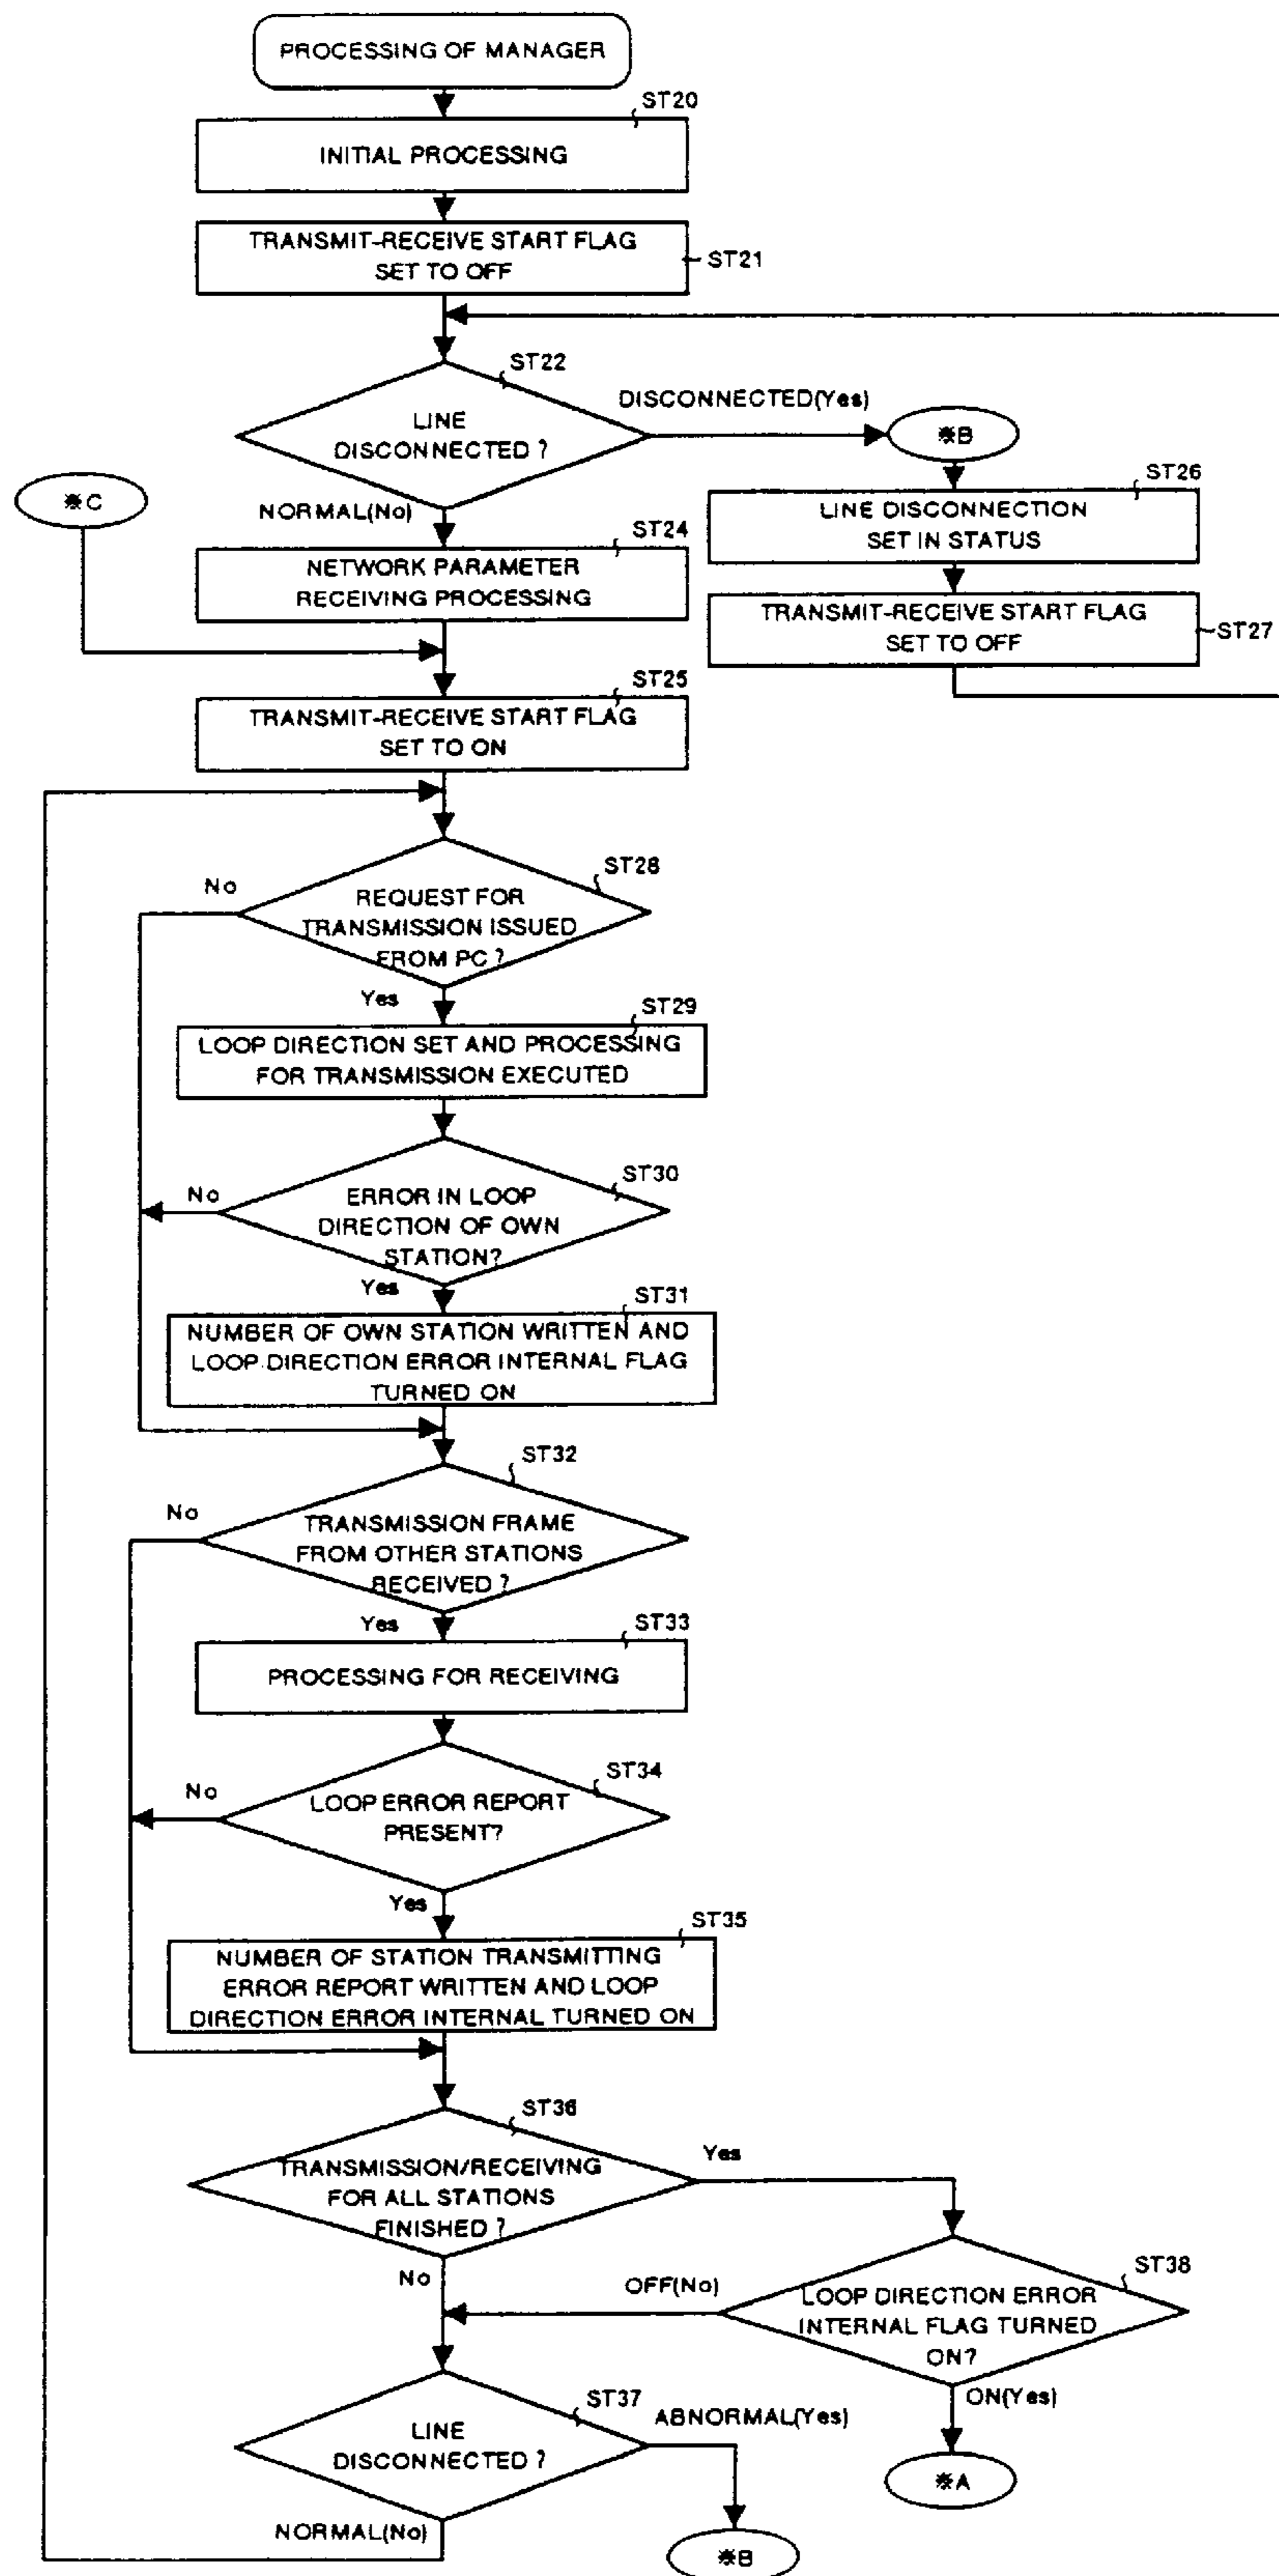 PROCESSING OF MANAGER
ST20
INITIAL PROCESSING
TRANSMIT-RECEIVE START FLAG
SET TO OFF
ST21
ST22
LINE
DISCONNECTED ?
DISCONNECTED(Yes)
※B
※C
NORMAL(No)
ST24
NETWORK PARAMETER
RECEIVING PROCESSING
ST26
LINE DISCONNECTION
SET IN STATUS
TRANSMIT-RECEIVE START FLAG
SET TO OFF
ST27
ST25
TRANSMIT-RECEIVE START FLAG
SET TO ON
ST28
No
REQUEST FOR
TRANSMISSION ISSUED
FROM PC ?
Yes
ST29
LOOP DIRECTION SET AND PROCESSING
FOR TRANSMISSION EXECUTED
ST30
No
ERROR IN LOOP
DIRECTION OF OWN
STATION?
Yes
ST31
NUMBER OF OWN STATION WRITTEN AND
LOOP DIRECTION ERROR INTERNAL FLAG
TURNED ON
ST32
No
TRANSMISSION FRAME
FROM OTHER STATIONS
RECEIVED ?
Yes
ST33
PROCESSING FOR RECEIVING
ST34
No
LOOP ERROR REPORT
PRESENT?
Yes
ST35
NUMBER OF STATION TRANSMITTING
ERROR REPORT WRITTEN AND LOOP
DIRECTION ERROR INTERNAL TURNED ON
ST36
TRANSMISSION/RECEIVING
FOR ALL STATIONS
FINISHED ?
Yes
No
ST38
OFF(No)
LOOP DIRECTION ERROR
INTERNAL FLAG TURNED
ON?
ON(Yes)
※A
ST37
LINE
DISCONNECTED ?
ABNORMAL(Yes)
NORMAL(No)
※B